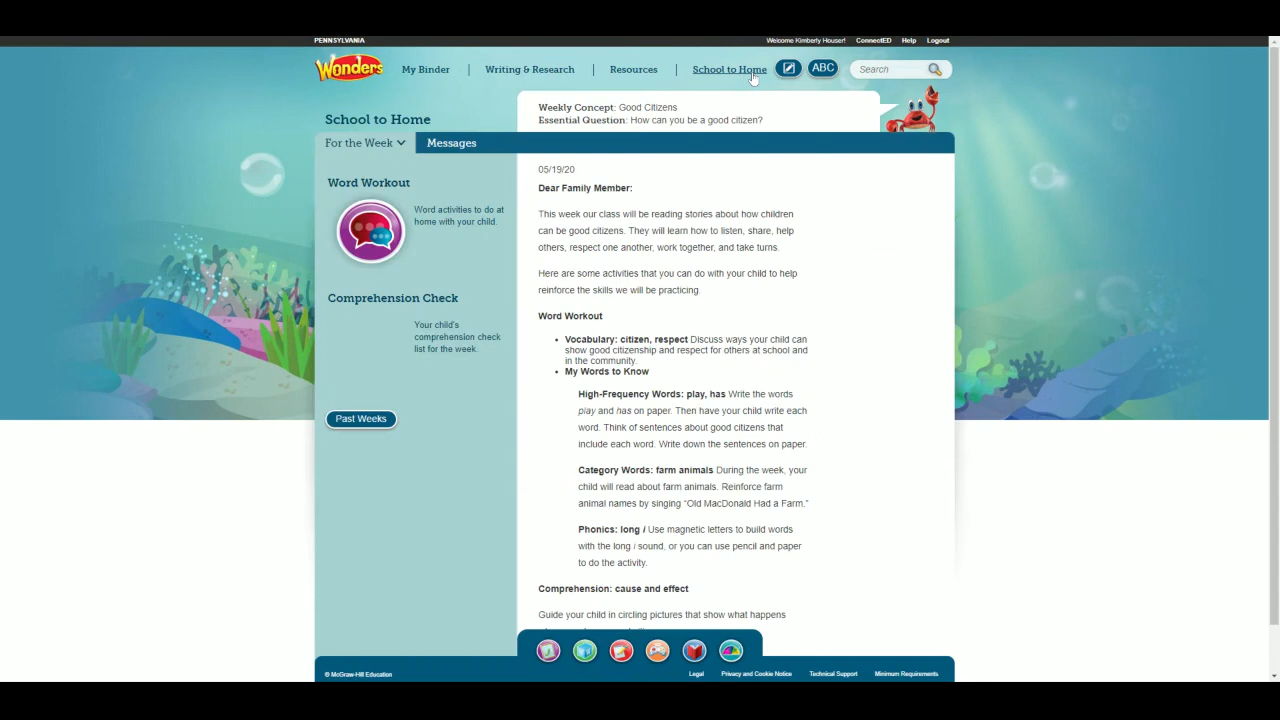 PENNSYLVANIA
Welcome Kimberly Houser! ConnectED Help Logout
Wonders My Binder Writing & Research Resources School to Home ABC Search
Weekly Concept: Good Citizens
School to Home
Essential Question: How can you be a good citizen?
For the Week Messages
05/19/20
Word Workout
Word activities to do at
home with your child.
Comprehension Check
Your child's
comprehension check
list for the week.
Past Weeks
Dear Family Member:
This week our class will be reading stories about how children
can be good citizens. They will learn how to listen, share, help
others, respect one another, work together, and take turns.
Here are some activities that you can do with your child to help
reinforce the skills we will be practicing.
Word Workout
• Vocabulary: citizen, respect Discuss ways your child can
show good citizenship and respect for others at school and
in the community.
• My Words to Know
High-Frequency Words: play, has Write the words
play and has on paper. Then have your child write each
word. Think of sentences about good citizens that
include each word. Write down the sentences on paper.
Category Words: farm animals During the week, your
child will read about farm animals. Reinforce farm
animal names by singing “Old MacDonald Had a Farm.”
Phonics: long i Use magnetic letters to build words
with the long i sound, or you can use pencil and paper
to do the activity.
Comprehension: cause and effect
Guide your child in circling pictures that show what happens
© McGraw-Hill Education
Legal Privacy and Cookie Notice Technical Support Minimum Requirements